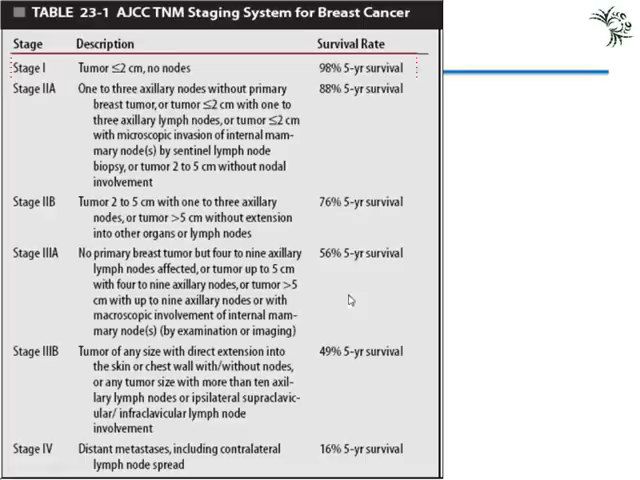 TABLE 23-1 AJCC TNM Staging System for Breast Cancer
Stage Description Survival Rate
Stage I Tumor ≤2 cm, no nodes 98% 5-yr survival
Stage IIA One to three axillary nodes without primary 88% 5-yr survival
breast tumor, or tumor ≤2 cm with one to
three axillary lymph nodes, or tumor ≤2 cm
with microscopic invasion of internal mam-
mary node(s) by sentinel lymph node
biopsy, or tumor 2 to 5 cm without nodal
involvement
Stage IIB Tumor 2 to 5 cm with one to three axillary 76% 5-yr survival
nodes, or tumor >5 cm without extension
into other organs or lymph nodes
Stage IIIA No primary breast tumor but four to nine axillary 56% 5-yr survival
lymph nodes affected, or tumor up to 5 cm
with four to nine axillary nodes, or tumor >5
cm with up to nine axillary nodes or with
macroscopic involvement of internal mam-
mary node(s) (by examination or imaging)
Stage IIIB Tumor of any size with direct extension into 49% 5-yr survival
the skin or chest wall with/without nodes,
or any tumor size with more than ten axil-
lary lymph nodes or ipsilateral supraclavic-
ular/ infraclavicular lymph node
involvement
Stage IV Distant metastases, including contralateral 16% 5-yr survival
lymph node spread